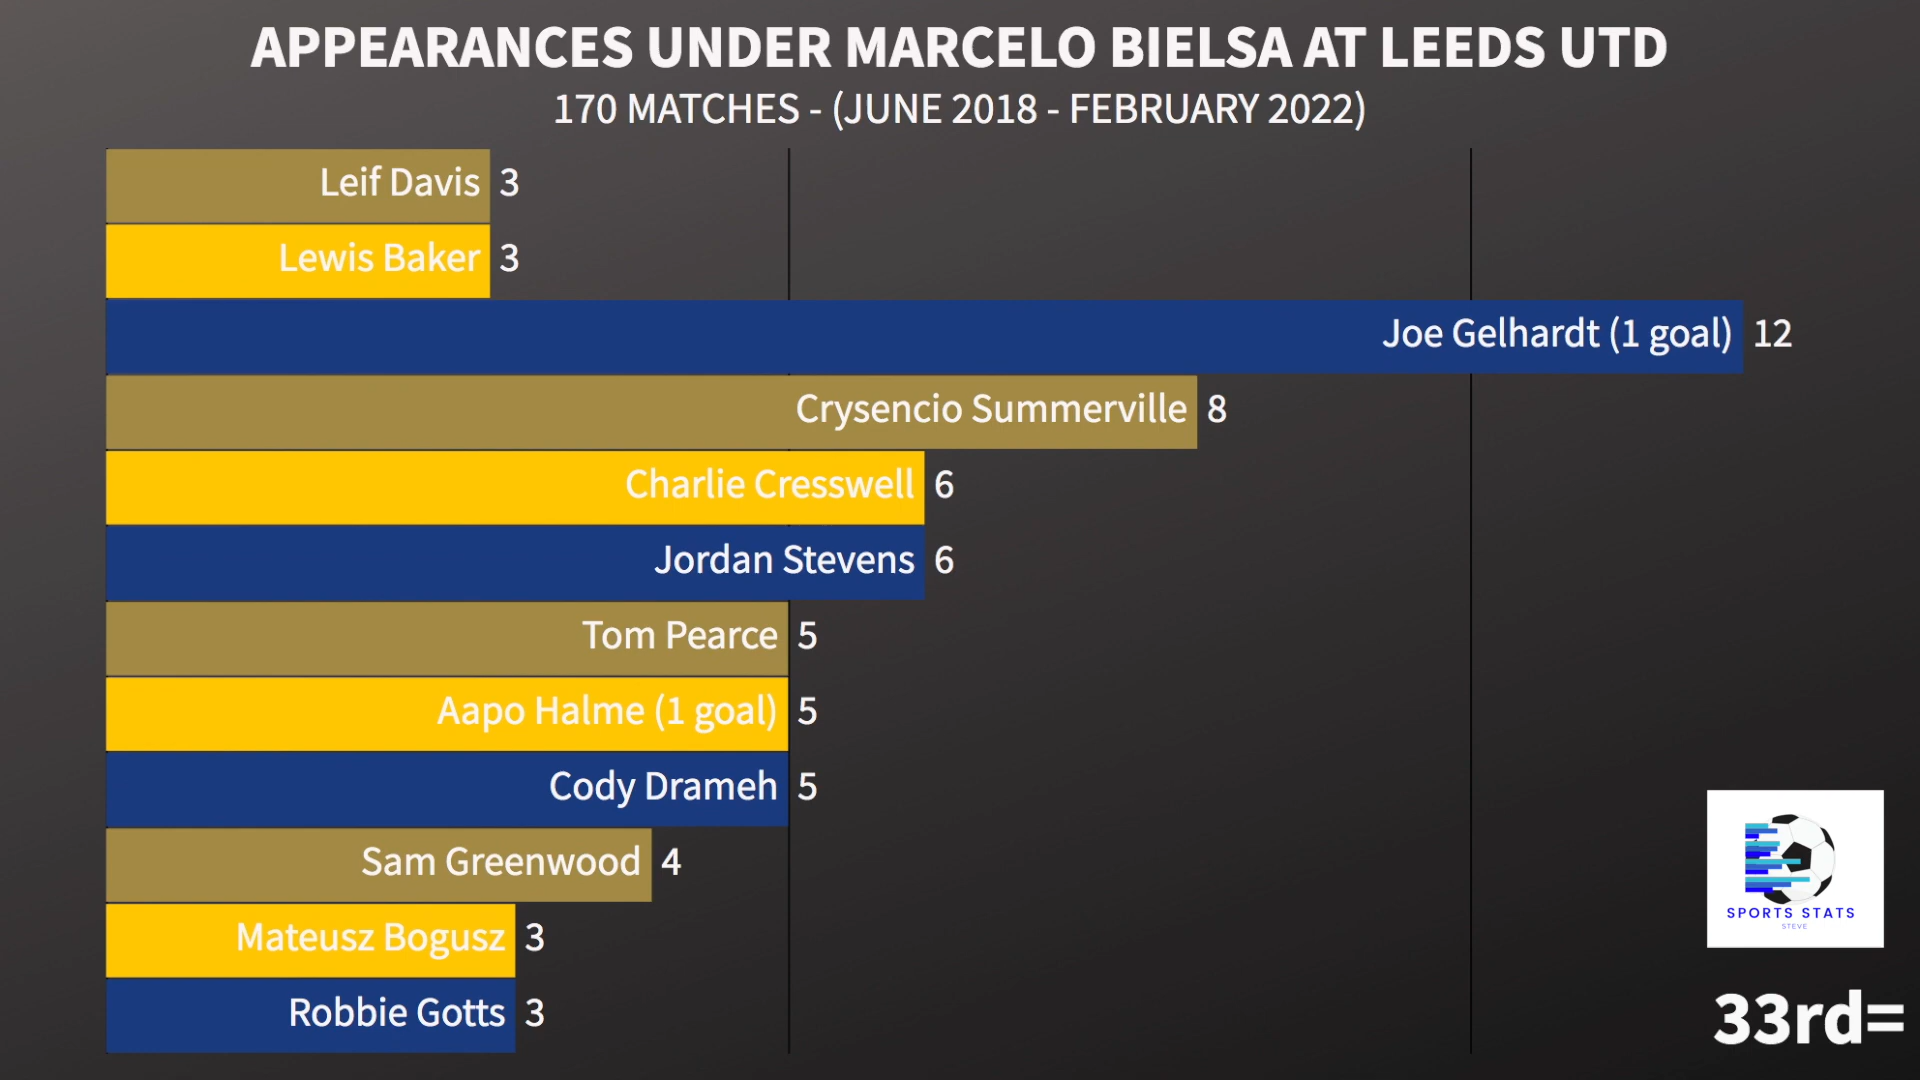 APPEARANCES UNDER MARCELO BIELSA AT LEEDS UTD
170 MATCHES - (JUNE 2018 - FEBRUARY 2022)
Leif Davis 3
Lewis Baker 3
Joe Gelhardt (1 goal) 12
Crysencio Summerville 8
Charlie Cresswell 6
Jordan Stevens 6
Tom Pearce 5
Aapo Halme (1 goal) 5
Cody Drameh 5
Sam Greenwood 4
Mateusz Bogusz 3
Robbie Gotts 3
SPORTS STATS
STEVE
33rd=